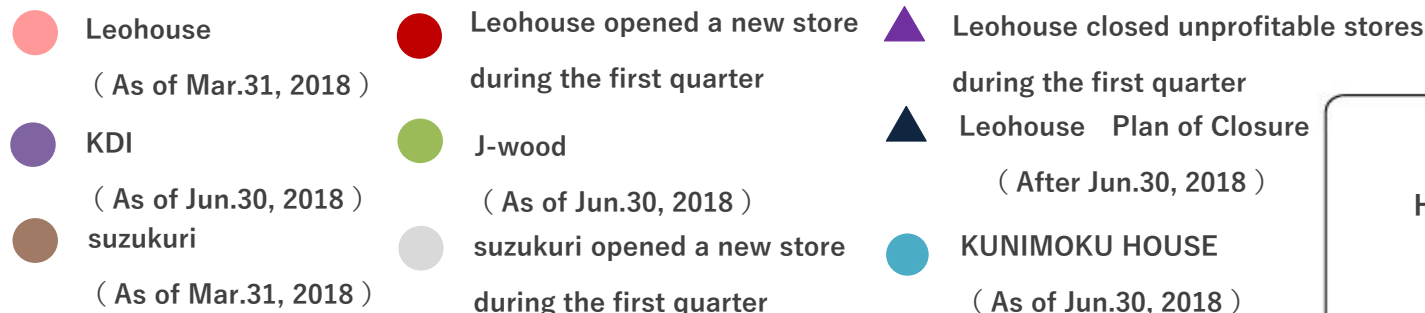 Leohouse
（ As of Mar.31, 2018 ）
Leohouse opened a new store
during the first quarter
Leohouse closed unprofitable stores
during the first quarter
KDI
（ As of Jun.30, 2018 ）
J-wood
（ As of Jun.30, 2018 ）
Leohouse　Plan of Closure
（ After Jun.30, 2018 ）
suzukuri
（ As of Mar.31, 2018 ）
suzukuri opened a new store
during the first quarter
KUNIMOKU HOUSE
（ As of Jun.30, 2018 ）